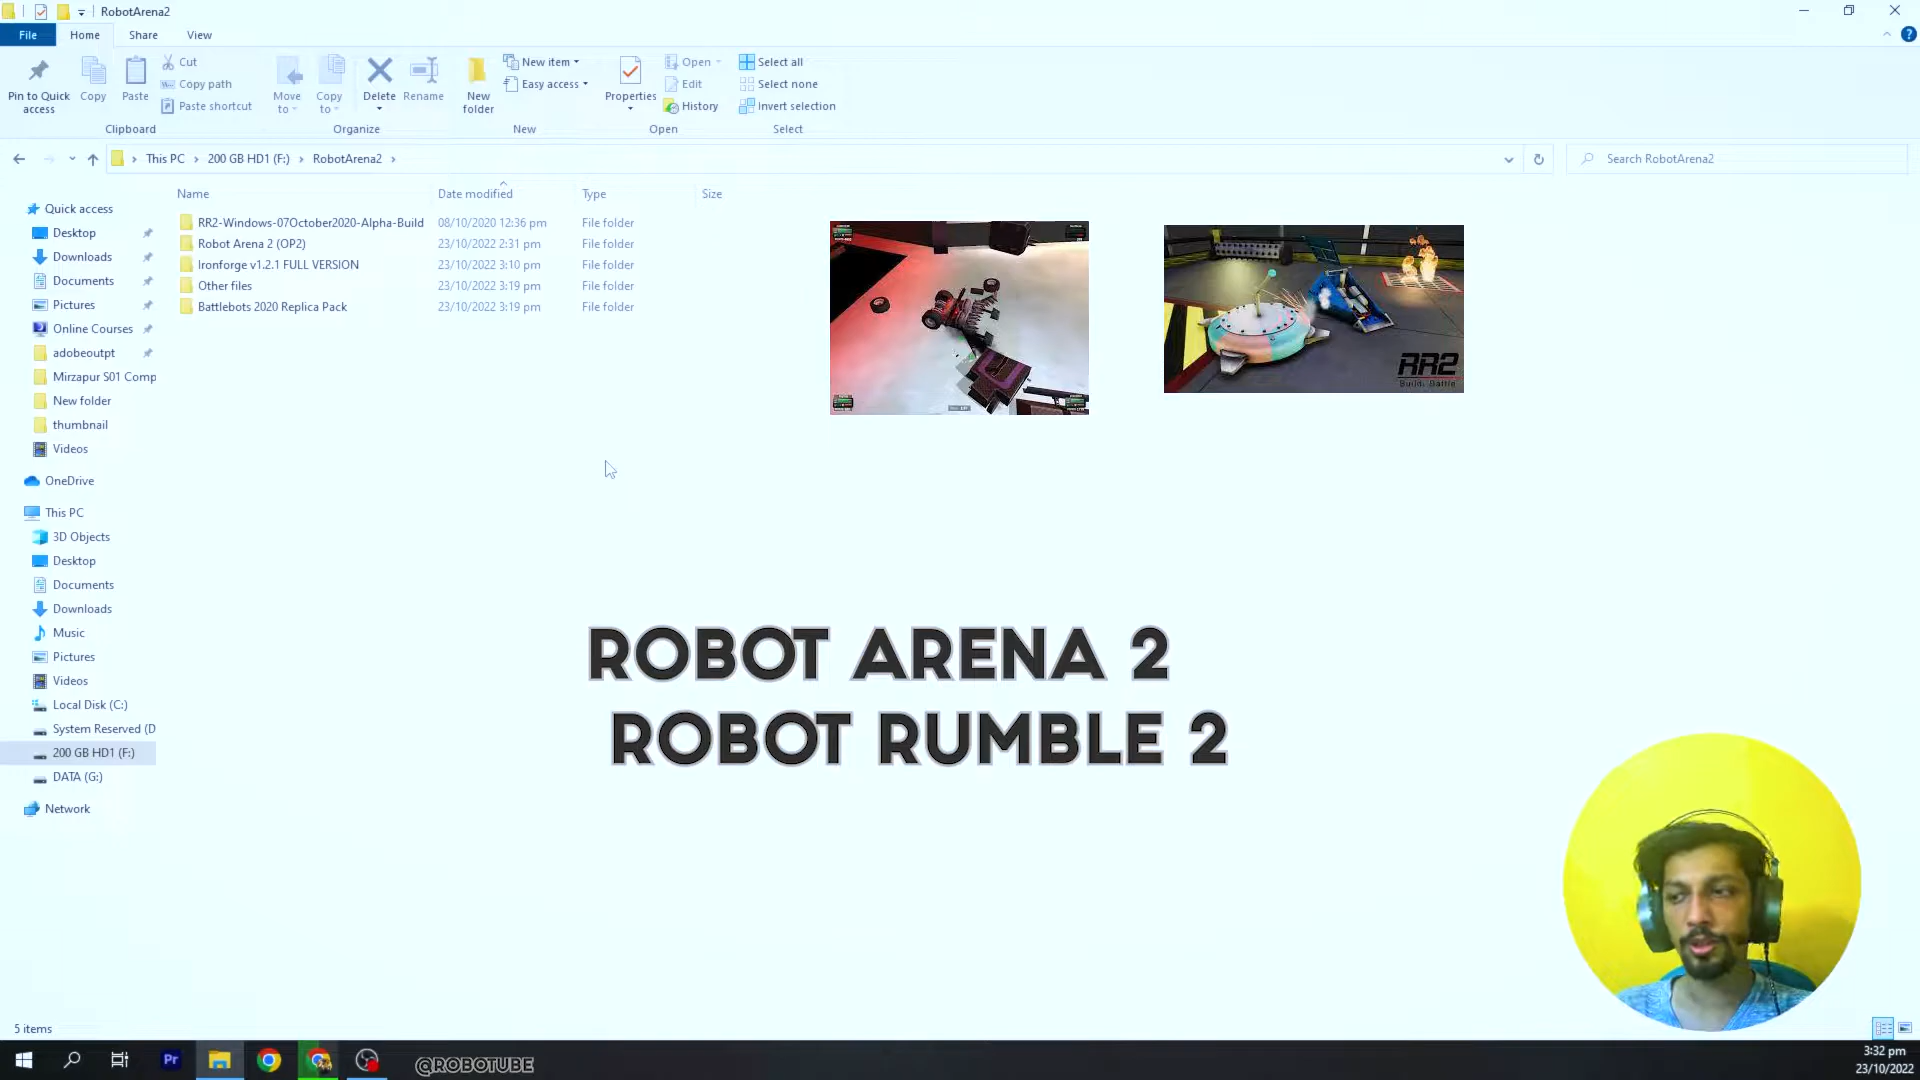 RobotArena2
File
Home
Share
View
Pin to Quick access
Copy
Paste
Cut
Copy path
Paste shortcut
Clipboard
Move to
Copy to
Delete
Rename
Organize
New folder
New item
Easy access
New
Properties
Open
Edit
History
Open
Select all
Select none
Invert selection
Select
This PC
200 GB HD1 (F:)
RobotArena2
Search RobotArena2
Name Date modified Type Size
RR2-Windows-07October2020-Alpha-Build 08/10/2020 12:36 pm File folder
Robot Arena 2 (OP2) 23/10/2022 2:31 pm File folder
Ironforge v1.2.1 FULL VERSION 23/10/2022 3:10 pm File folder
Other files 23/10/2022 3:19 pm File folder
Battlebots 2020 Replica Pack 23/10/2022 3:19 pm File folder
Quick access
Desktop
Downloads
Documents
Pictures
Online Courses
adobeoutpt
Mirzapur S01 Comp
New folder
thumbnail
Videos
OneDrive
This PC
3D Objects
Desktop
Documents
Downloads
Music
Pictures
Videos
Local Disk (C:)
System Reserved (D
200 GB HD1 (F:)
DATA (G:)
Network
RR2
Build. Battle
ROBOT ARENA 2
ROBOT RUMBLE 2
5 items
Pr
@ROBOTUBE
3:32 pm
23/10/2022